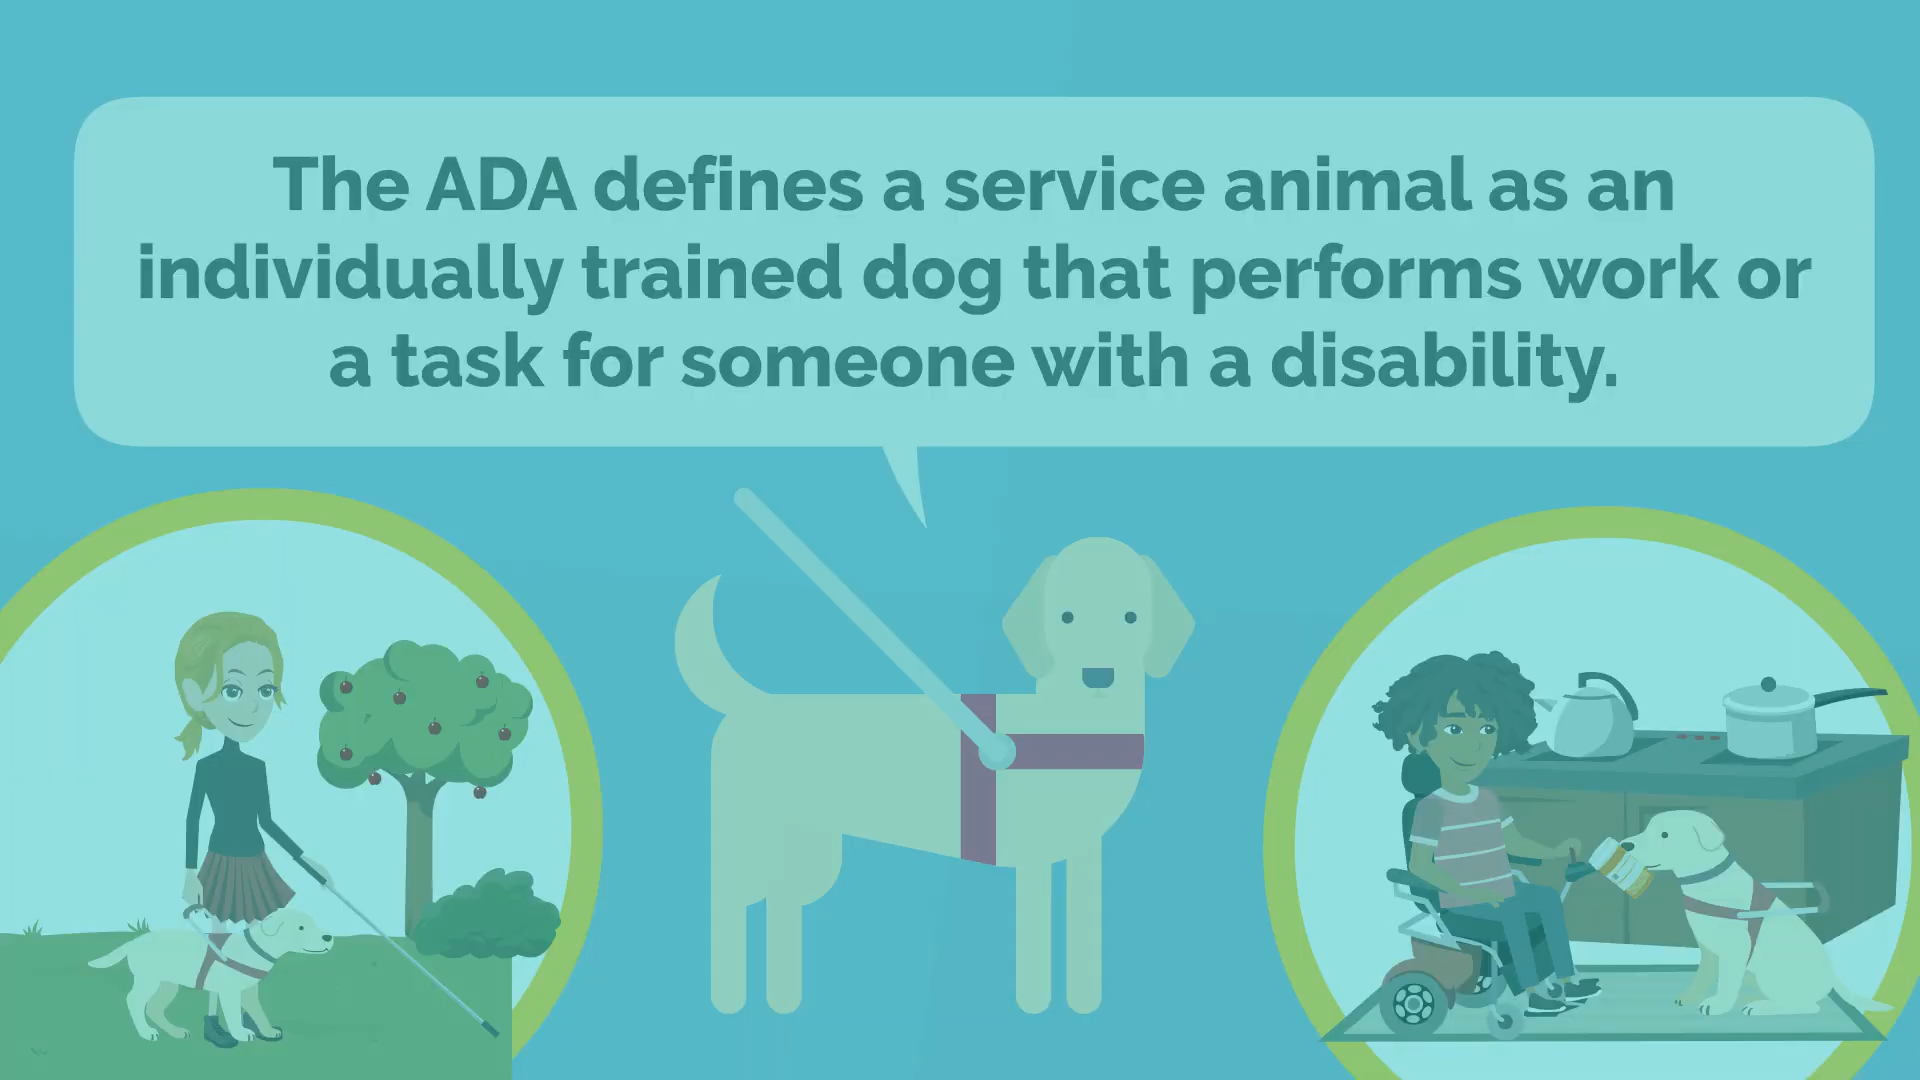 The ADA defines a service animal as an
individually trained dog that performs work or
a task for someone with a disability.